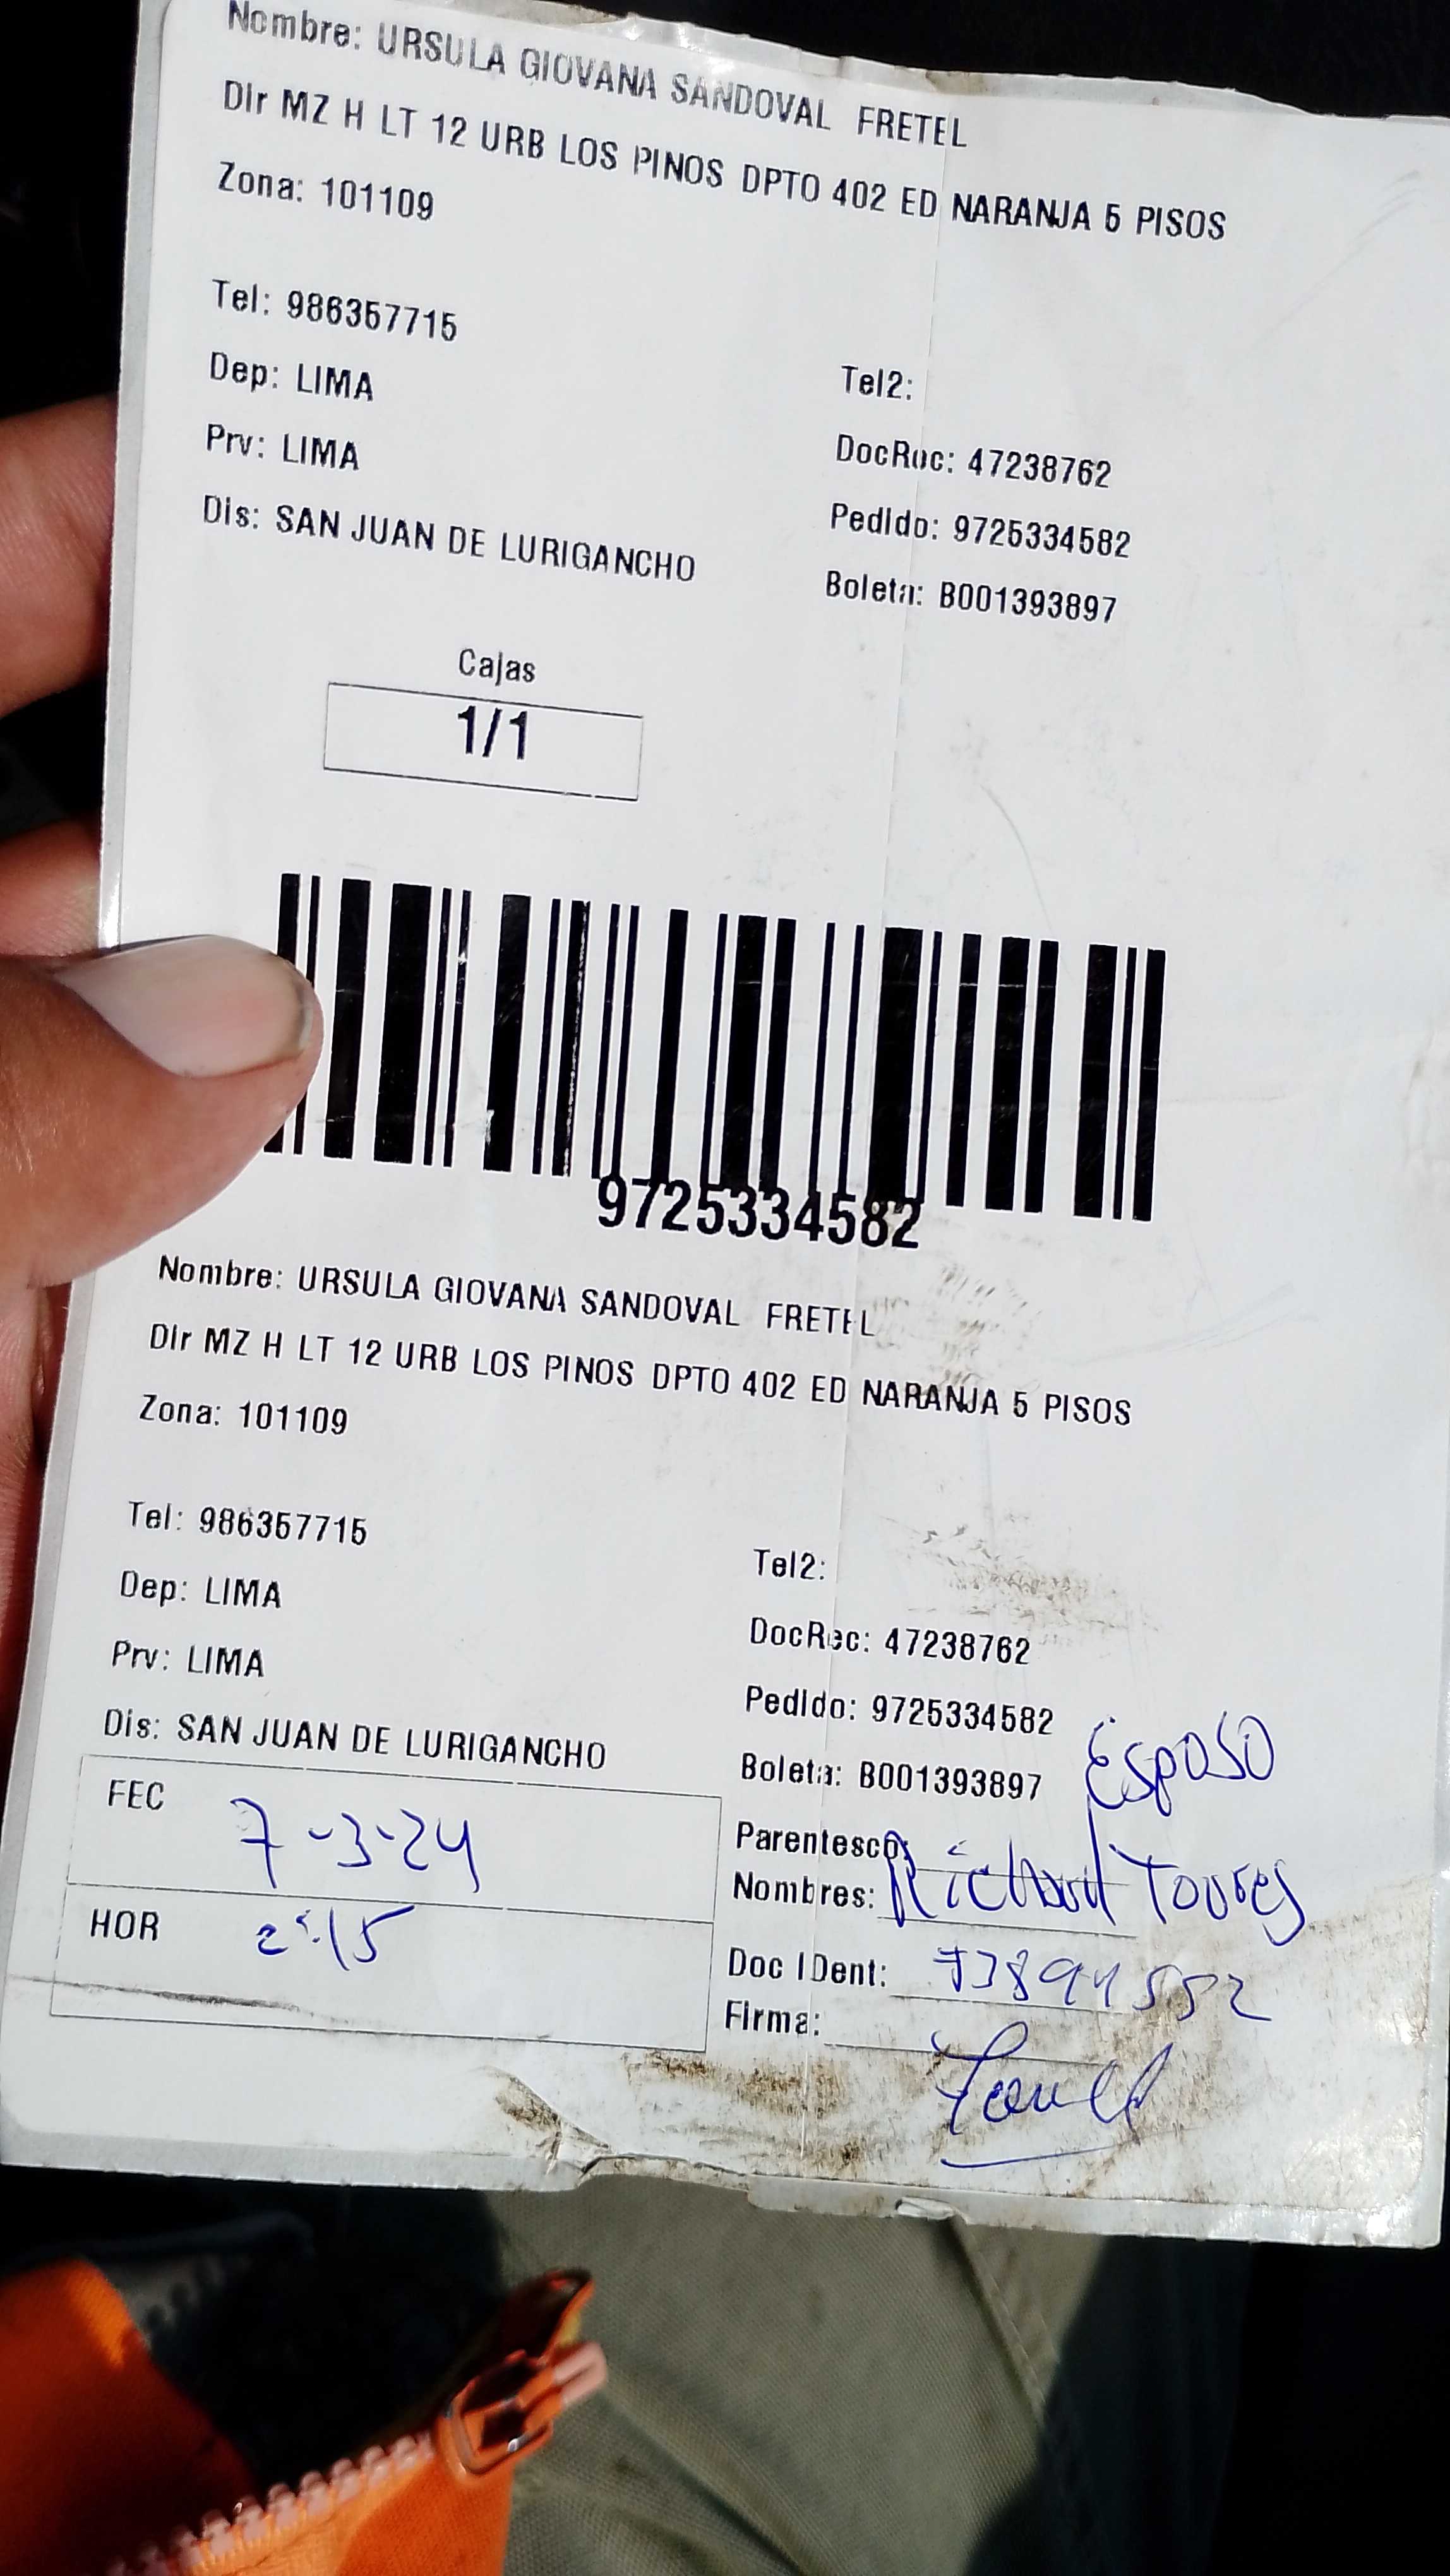 Nombre: URSULA GIOVANA SANDOVAL FRETEL
Dir MZ H LT 12 URB LOS PINOS DPTO 402 ED NARANJA 5 PISOS
Zona: 101109
Tel: 986357715
Tel2:
Dep: LIMA
DocRec: 47238762
Prv: LIMA
Pedido: 9725334582
Dis: SAN JUAN DE LURIGANCHO
Boleta: B001393897
Cajas
1/1
9725334582
Nombre: URSULA GIOVANA SANDOVAL FRETEL
Dir MZ H LT 12 URB LOS PINOS DPTO 402 ED NARANJA 5 PISOS
Zona: 101109
Tel: 986357715
Tel2:
Dep: LIMA
DocRec: 47238762
Prv: LIMA
Pedido: 9725334582
Dis: SAN JUAN DE LURIGANCHO
Boleta: B001393897
FEC 7-3-24
Parentesco: Esposo
Nombres: Richard Torres
HOR 2:15
Doc IDent:
Firma: